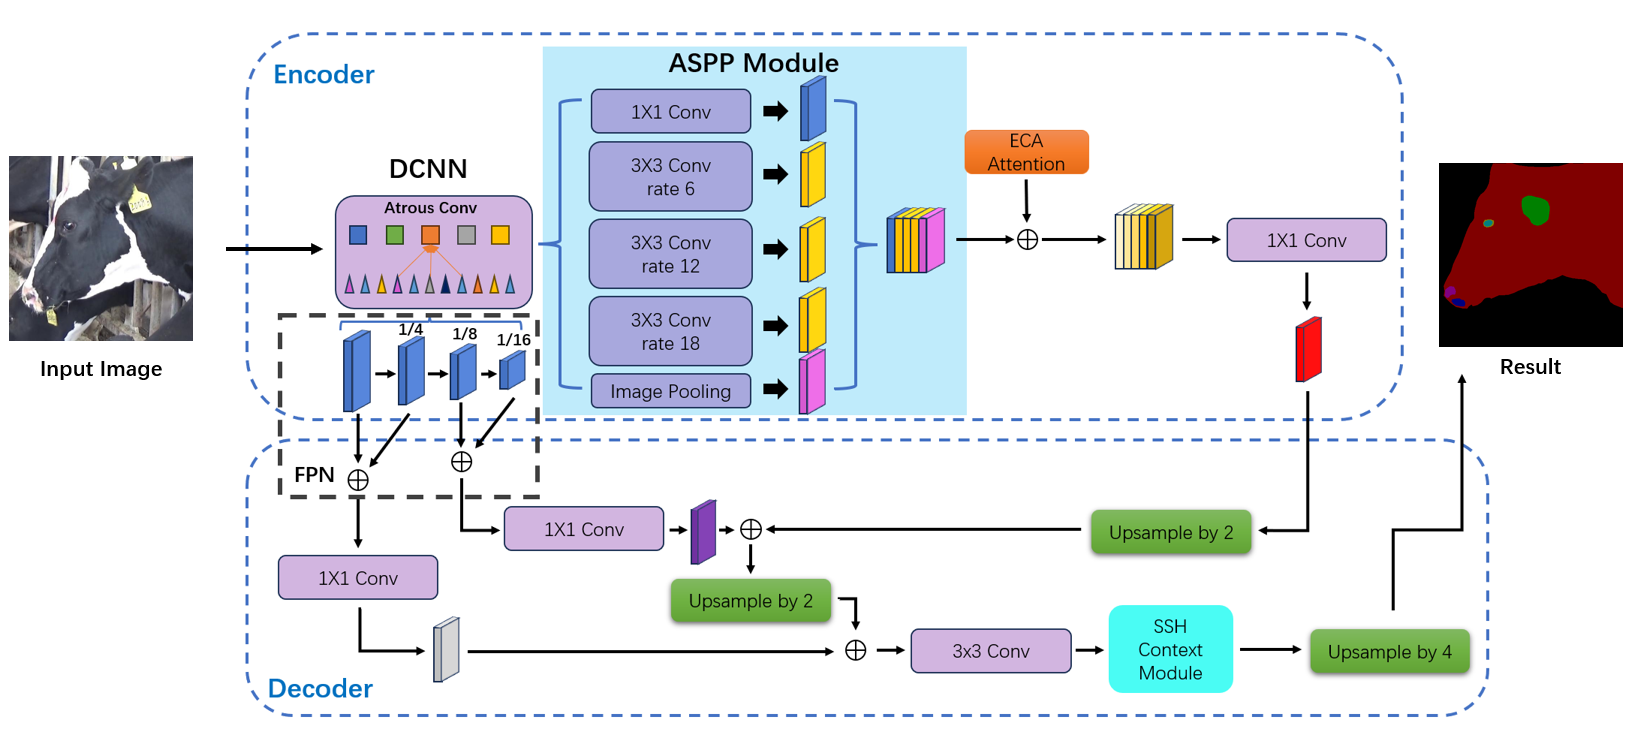 Encoder
ASPP Module
1X1 Conv
3X3 Conv
rate 6
3X3 Conv
rate 12
3X3 Conv
rate 18
Image Pooling
DCNN
Atrous Conv
ECA
Attention
1X1 Conv
Input Image
Result
1/4
1/8
1/16
FPN
1X1 Conv
Upsample by 2
1X1 Conv
Upsample by 2
3x3 Conv
SSH
Context
Module
Upsample by 4
Decoder